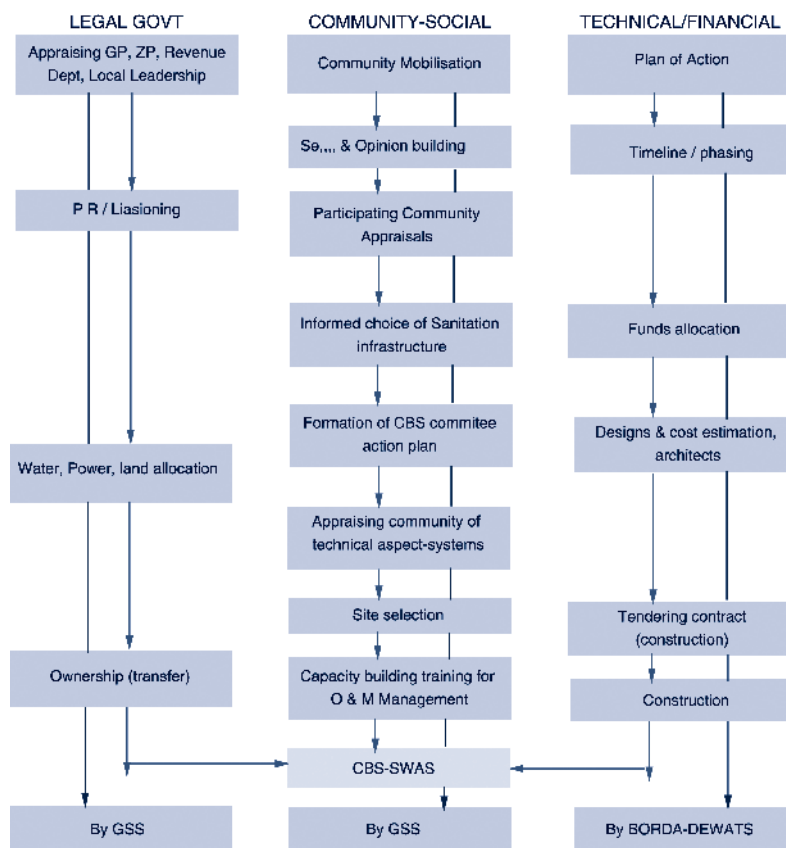 LEGAL GOVT
Appraising GP, ZP, Revenue
Dept, Local Leadership
P R / Liasioning
Water, Power, land allocation
Ownership (transfer)
By GSS
COMMUNITY-SOCIAL
Community Mobilisation
Se,,,, & Opinion building
Participating Community
Appraisals
Informed choice of Sanitation
infrastructure
Formation of CBS commitee
action plan
Appraising community of
technical aspect-systems
Site selection
Capacity building training for
O & M Management
CBS-SWAS
By GSS
TECHNICAL/FINANCIAL
Plan of Action
Timeline / phasing
Funds allocation
Designs & cost estimation,
architects
Tendering contract
(construction)
Construction
By BORDA-DEWATS